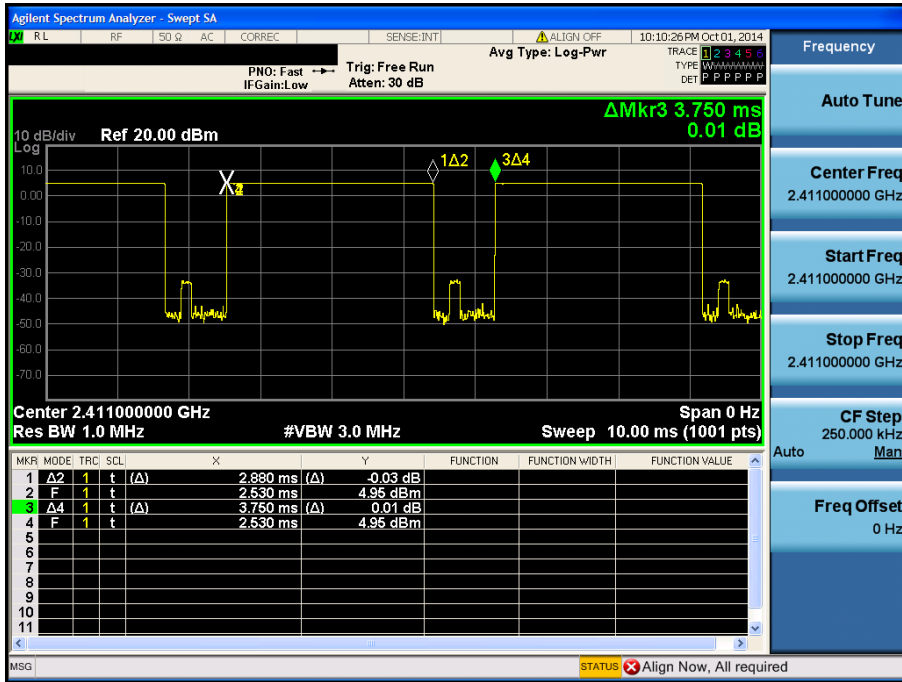 Agilent Spectrum Analyzer - Swept SA
LXI RL RF 50 Ω AC CORREC SENSE:INT ALIGN OFF 10:10:26 PM Oct 01, 2014
PNO: Fast
IFGain:Low
Trig: Free Run
Atten: 30 dB
Avg Type: Log-Pwr
TRACE 1 2 3 4 5 6
TYPE WWWWWW
DET P P P P P P
ΔMkr3 3.750 ms
0.01 dB
10 dB/div Ref 20.00 dBm
Log
10.0
0.00
-10.0
-20.0
-30.0
-40.0
-50.0
-60.0
-70.0
1Δ2
3Δ4
Center 2.411000000 GHz Span 0 Hz
Res BW 1.0 MHz #VBW 3.0 MHz Sweep 10.00 ms (1001 pts)
MKR MODE TRC SCL X Y FUNCTION FUNCTION WIDTH FUNCTION VALUE
1 Δ2 1 t (Δ) 2.880 ms (Δ) -0.03 dB
2 F 1 t 2.530 ms 4.95 dBm
3 Δ4 1 t (Δ) 3.750 ms (Δ) 0.01 dB
4 F 1 t 2.530 ms 4.95 dBm
5
6
7
8
9
10
11
MSG STATUS Align Now, All required
Frequency
Auto Tune
Center Freq
2.411000000 GHz
Start Freq
2.411000000 GHz
Stop Freq
2.411000000 GHz
CF Step
250.000 kHz
Auto Man
Freq Offset
0 Hz